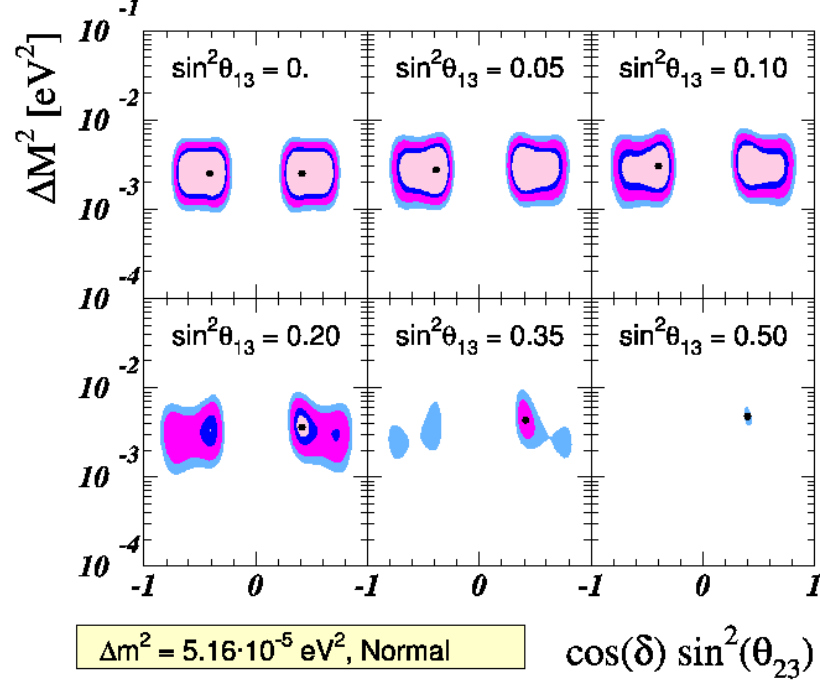 10⁻¹
sin²θ₁₃ = 0. sin²θ₁₃ = 0.05 sin²θ₁₃ = 0.10
ΔM² [eV²]
10⁻²
10⁻³
10⁻⁴
sin²θ₁₃ = 0.20 sin²θ₁₃ = 0.35 sin²θ₁₃ = 0.50
10⁻²
10⁻³
10⁻⁴
-1 0 -1 0 -1 0 1
Δm² = 5.16·10⁻⁵ eV², Normal
cos(δ) sin²(θ₂₃)